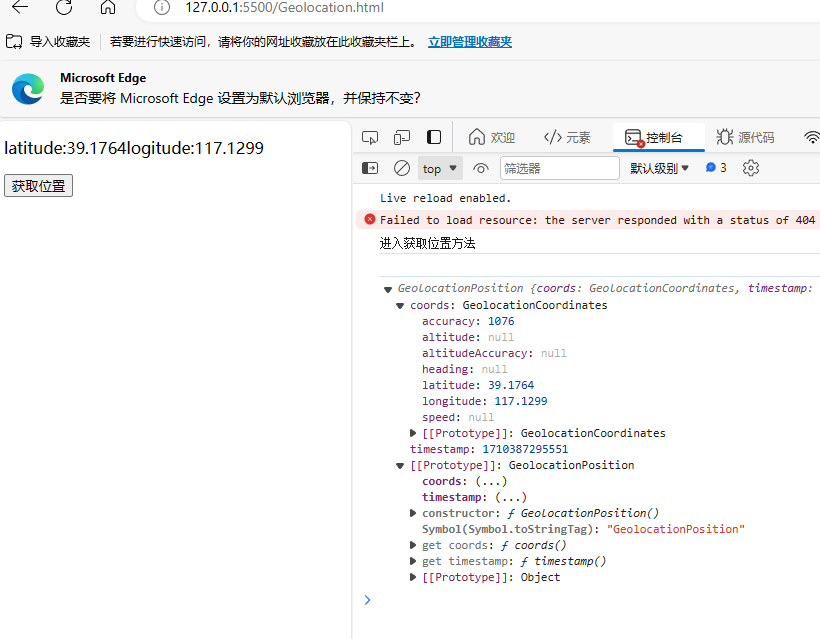 127.0.0.1:5500/Geolocation.html
导入收藏夹 若要进行快速访问，请将你的网址收藏放在此收藏夹栏上。 立即管理收藏夹
Microsoft Edge
是否要将 Microsoft Edge 设置为默认浏览器，并保持不变?
latitude:39.1764logitude:117.1299
获取位置
欢迎 </> 元素 控制台 源代码
top 筛选器 默认级别 3
Live reload enabled.
Failed to load resource: the server responded with a status of 404
进入获取位置方法
GeolocationPosition {coords: GeolocationCoordinates, timestamp:
coords: GeolocationCoordinates
accuracy: 1076
altitude: null
altitudeAccuracy: null
heading: null
latitude: 39.1764
longitude: 117.1299
speed: null
[[Prototype]]: GeolocationCoordinates
timestamp: 1710387295551
[[Prototype]]: GeolocationPosition
coords: (...)
timestamp: (...)
constructor: ƒ GeolocationPosition()
Symbol(Symbol.toStringTag): "GeolocationPosition"
get coords: ƒ coords()
get timestamp: ƒ timestamp()
[[Prototype]]: Object